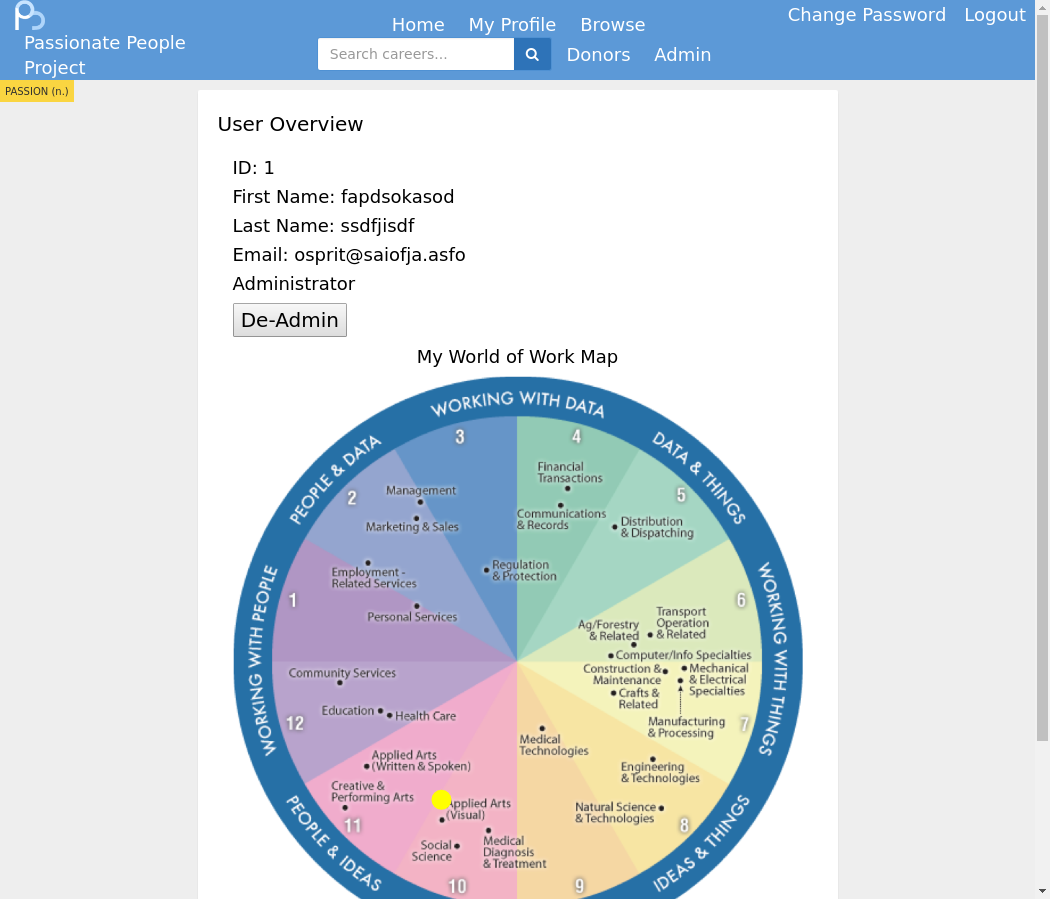 Home My Profile Browse
Change Password Logout
Passionate People
Project
Search careers...
Donors Admin
PASSION (n.)
User Overview
ID: 1
First Name: fapdsokasod
Last Name: ssdfjisdf
Email: osprit@saiofja.asfo
Administrator
De-Admin
My World of Work Map
WORKING WITH DATA
PEOPLE & DATA
DATA & THINGS
WORKING WITH PEOPLE
WORKING WITH THINGS
PEOPLE & IDEAS
IDEAS & THINGS
3
4
2
5
1
6
12
7
11
8
10
9
Financial
Transactions
Management
Communications
& Records
Marketing & Sales
Distribution
& Dispatching
Regulation
& Protection
Employment -
Related Services
Personal Services
Transport
Operation
& Related
Ag/Forestry
& Related
Computer/Info Specialties
Construction &
Maintenance
Mechanical
& Electrical
Specialties
Crafts &
Related
Manufacturing
& Processing
Community Services
Education
Health Care
Medical
Technologies
Engineering
& Technologies
Applied Arts
(Written & Spoken)
Creative &
Performing Arts
Applied Arts
(Visual)
Natural Science
& Technologies
Social
Science
Medical
Diagnosis
& Treatment